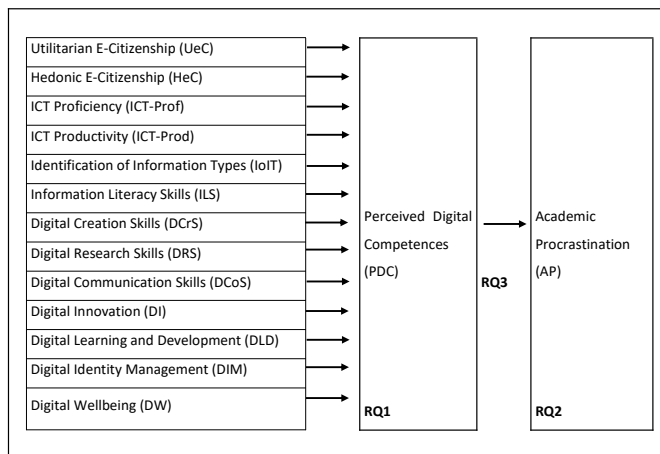 Utilitarian E-Citizenship (UeC)
Hedonic E-Citizenship (HeC)
ICT Proficiency (ICT-Prof)
ICT Productivity (ICT-Prod)
Identification of Information Types (IoIT)
Information Literacy Skills (ILS)
Digital Creation Skills (DCrS)
Digital Research Skills (DRS)
Digital Communication Skills (DCoS)
Digital Innovation (DI)
Digital Learning and Development (DLD)
Digital Identity Management (DIM)
Digital Wellbeing (DW)
Perceived Digital
Competences
(PDC)
RQ1
RQ3
Academic
Procrastination
(AP)
RQ2